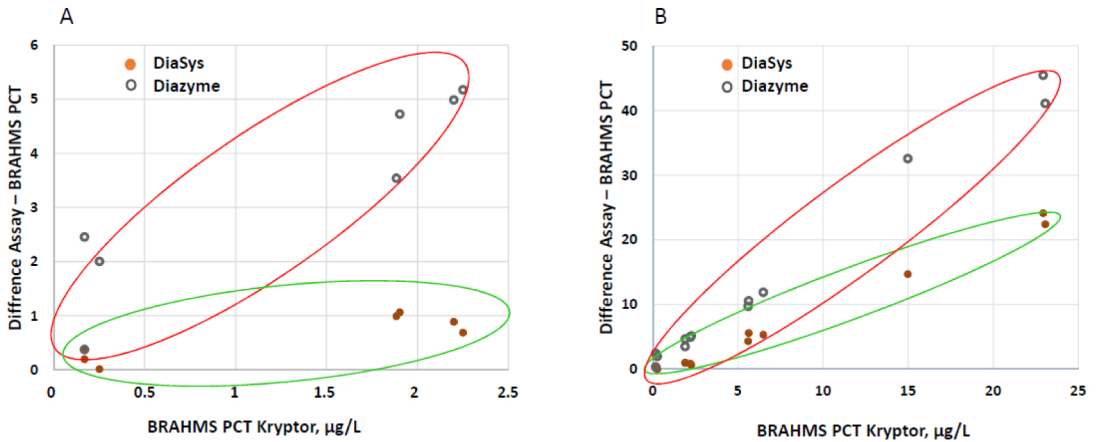 A
Diffrence Assay – BRAHMS PCT
6
5
4
3
2
1
0
DiaSys
Diazyme
0
0.5
1
1.5
2
2.5
BRAHMS PCT Kryptor, µg/L
B
Difference Assay – BRAHMS PCT
50
40
30
20
10
0
DiaSys
Diazyme
0
5
10
15
20
25
BRAHMS PCT Kryptor, µg/L